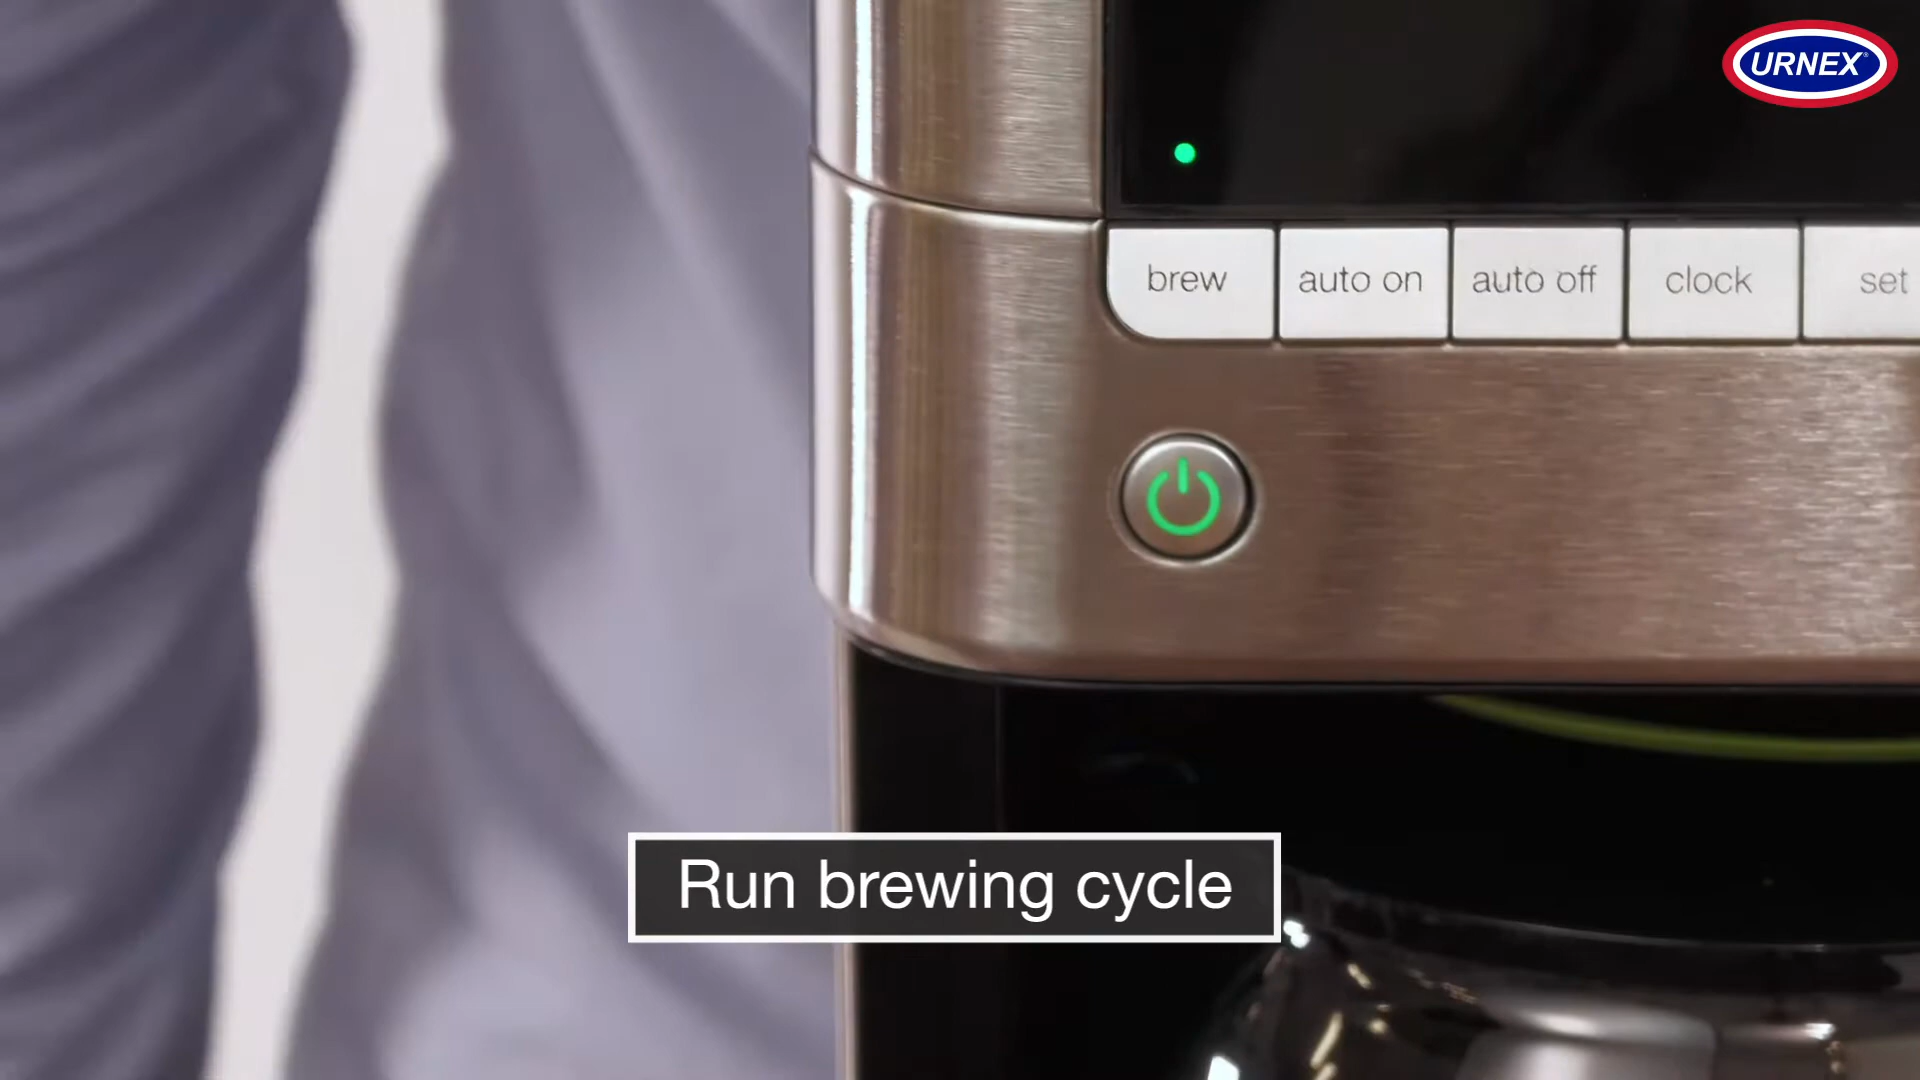 URNEX®
brew
auto on
auto off
clock
set
Run brewing cycle